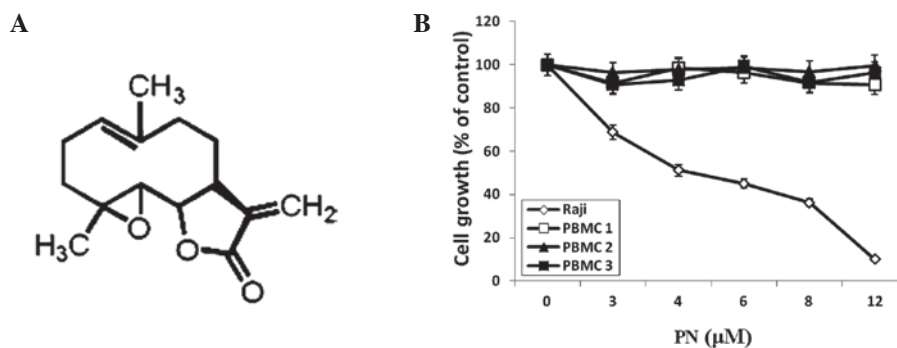 A
CH₃
H₃C
O
O
O
CH₂
B
120
100
80
60
40
20
0
Cell growth (% of control)
Raji
PBMC 1
PBMC 2
PBMC 3
0 3 4 6 8 12
PN (µM)